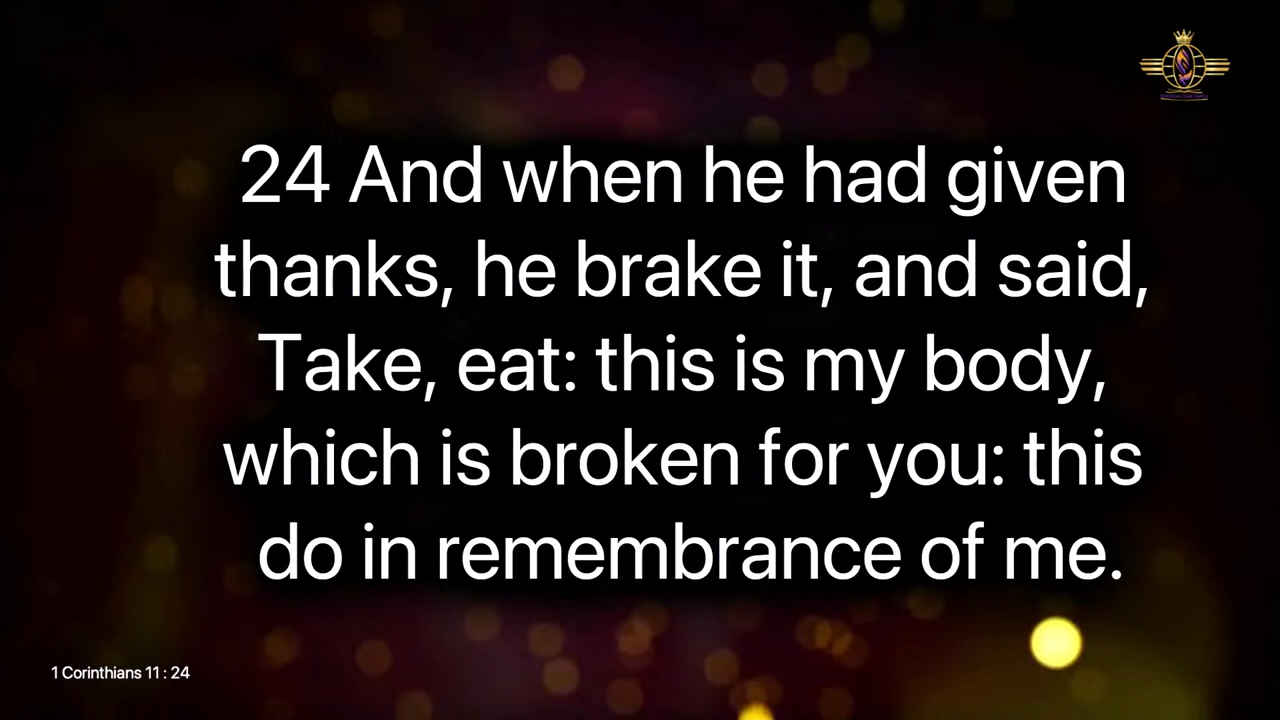 24 And when he had given
thanks, he brake it, and said,
Take, eat: this is my body,
which is broken for you: this
do in remembrance of me.
1 Corinthians 11 : 24